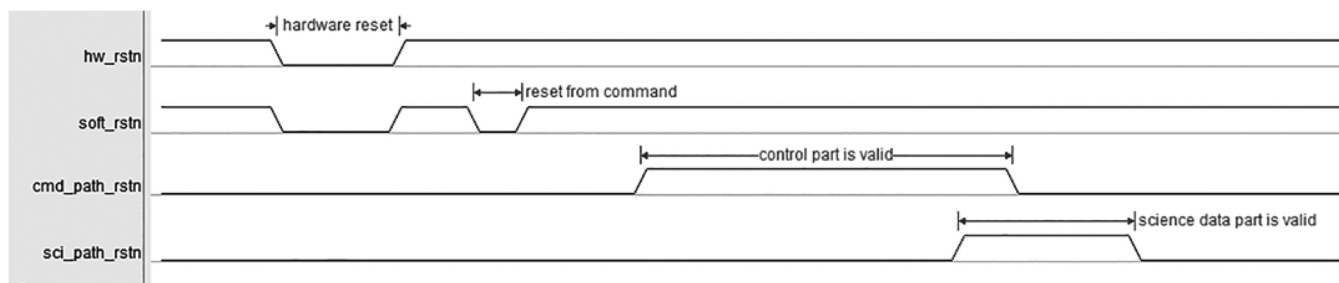 hardware reset
hw_rstn
reset from command
soft_rstn
control part is valid
cmd_path_rstn
science data part is valid
sci_path_rstn